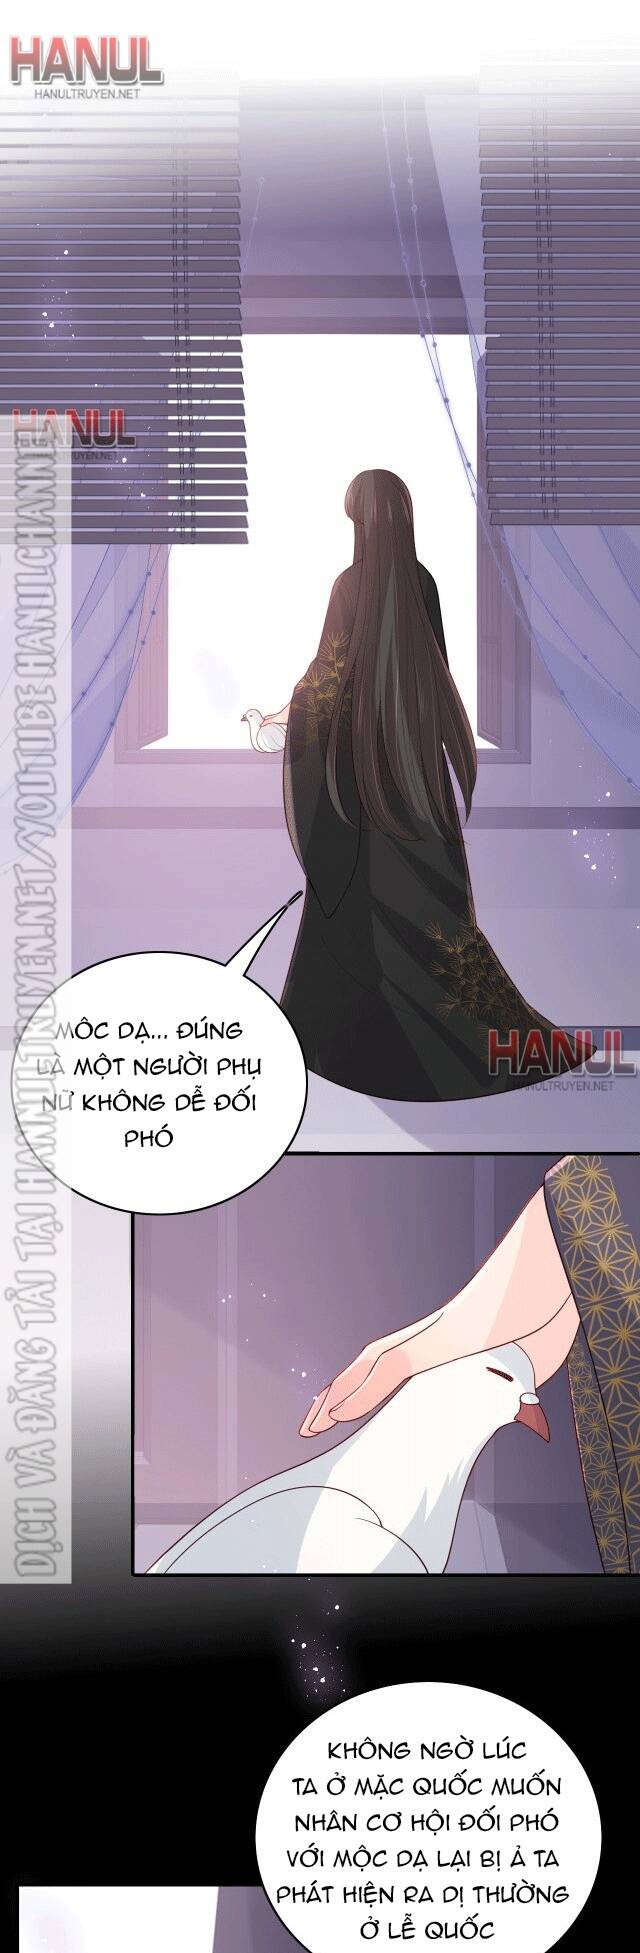 HANUL
HANULTRUYEN.NET
HANUL
DỊCH VÀ ĐĂNG TẢI TẠI HANULTRUYEN.NET/YOUTUBE HANULCHANNEL
MỘC DẠ... ĐÚNG
LÀ MỘT NGƯỜI PHỤ
NỮ KHÔNG DỄ ĐỐI
PHÓ
HANUL
HANULTRUYEN.NET
KHÔNG NGỜ LÚC
TA Ở MẶC QUỐC MUỐN
NHÂN CƠ HỘI ĐỐI PHÓ
VỚI MỘC DẠ LẠI BỊ Ả TA
PHÁT HIỆN RA DỊ THƯỜNG
Ở LỄ QUỐC